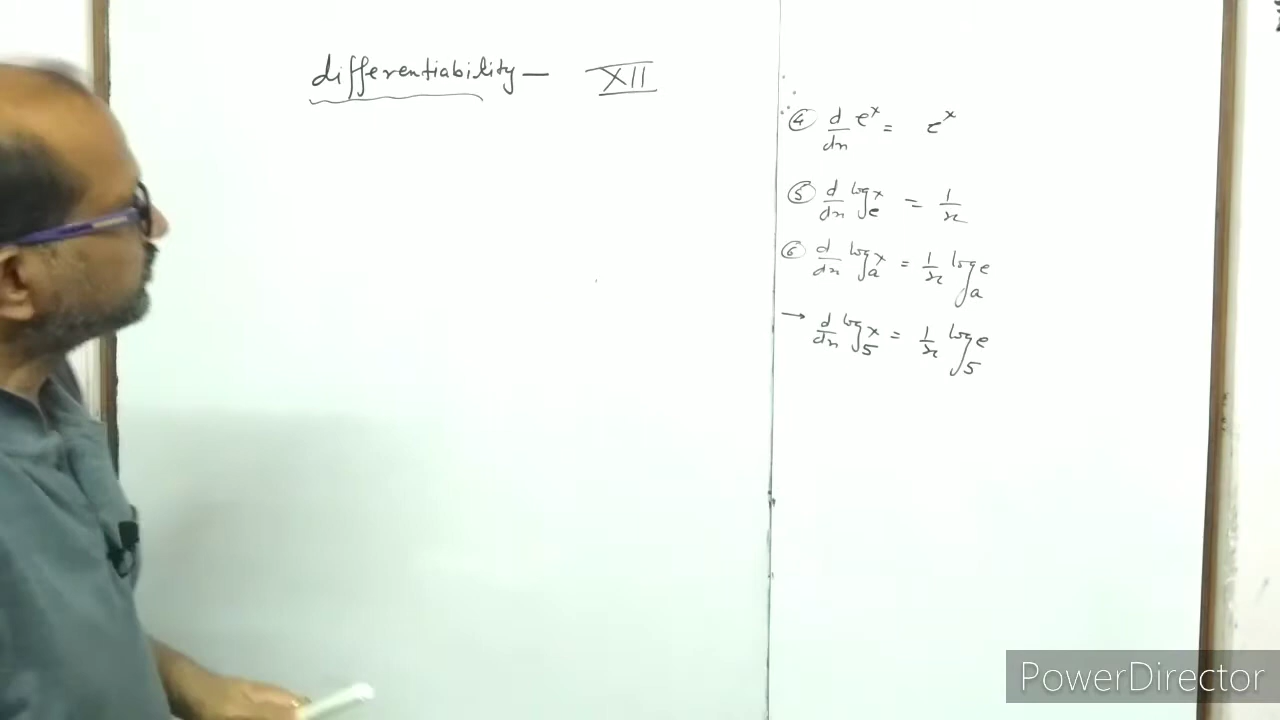 differentiability — XII
④ d/dx e^x = e^x
⑤ d/dx log_e x = 1/x
⑥ d/dx log_a x = 1/x log_a e
→ d/dx log_5 x = 1/x log_5 e
PowerDirector